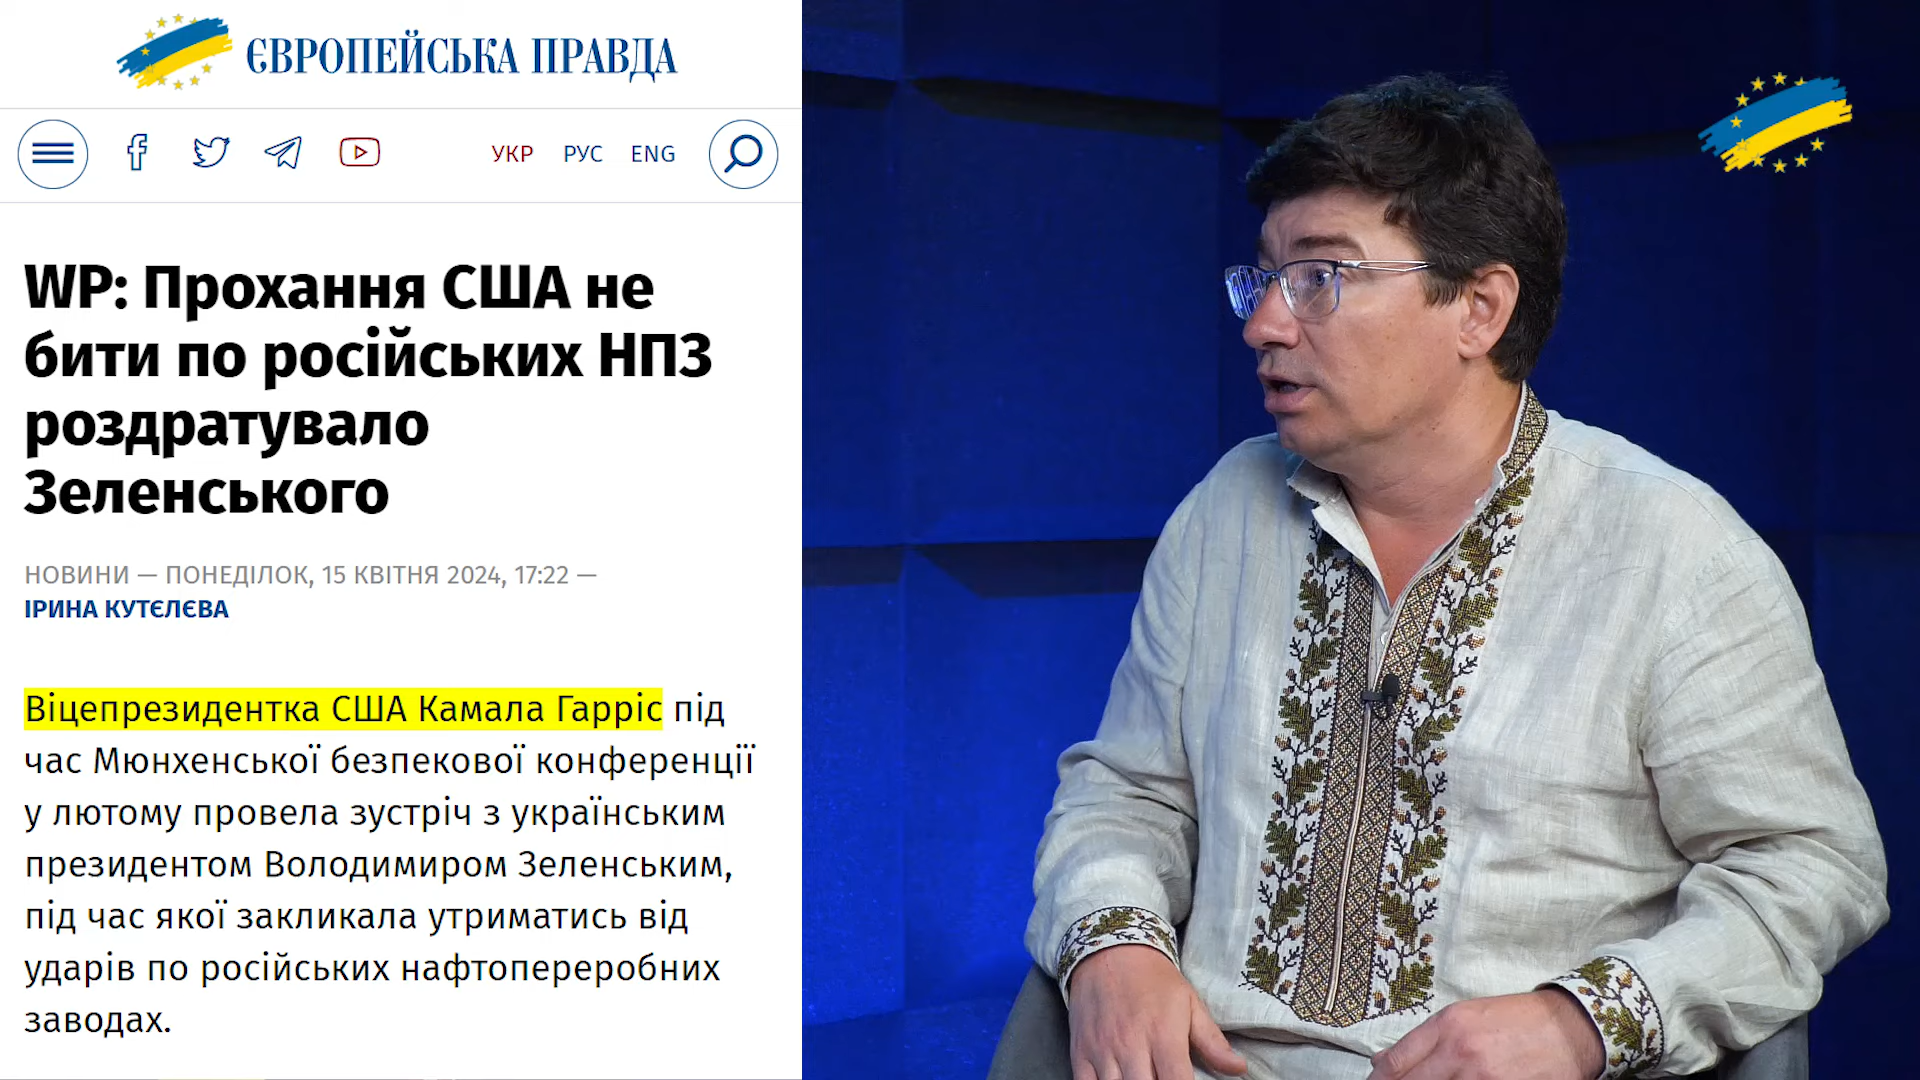 ЄВРОПЕЙСЬКА ПРАВДА
УКР РУС ENG
WP: Прохання США не
бити по російських НПЗ
роздратувало
Зеленського
НОВИНИ — ПОНЕДІЛОК, 15 КВІТНЯ 2024, 17:22 —
ІРИНА КУТЄЛЄВА
Віцепрезидентка США Камала Гарріс під
час Мюнхенської безпекової конференції
у лютому провела зустріч з українським
президентом Володимиром Зеленським,
під час якої закликала утриматись від
ударів по російських нафтопереробних
заводах.